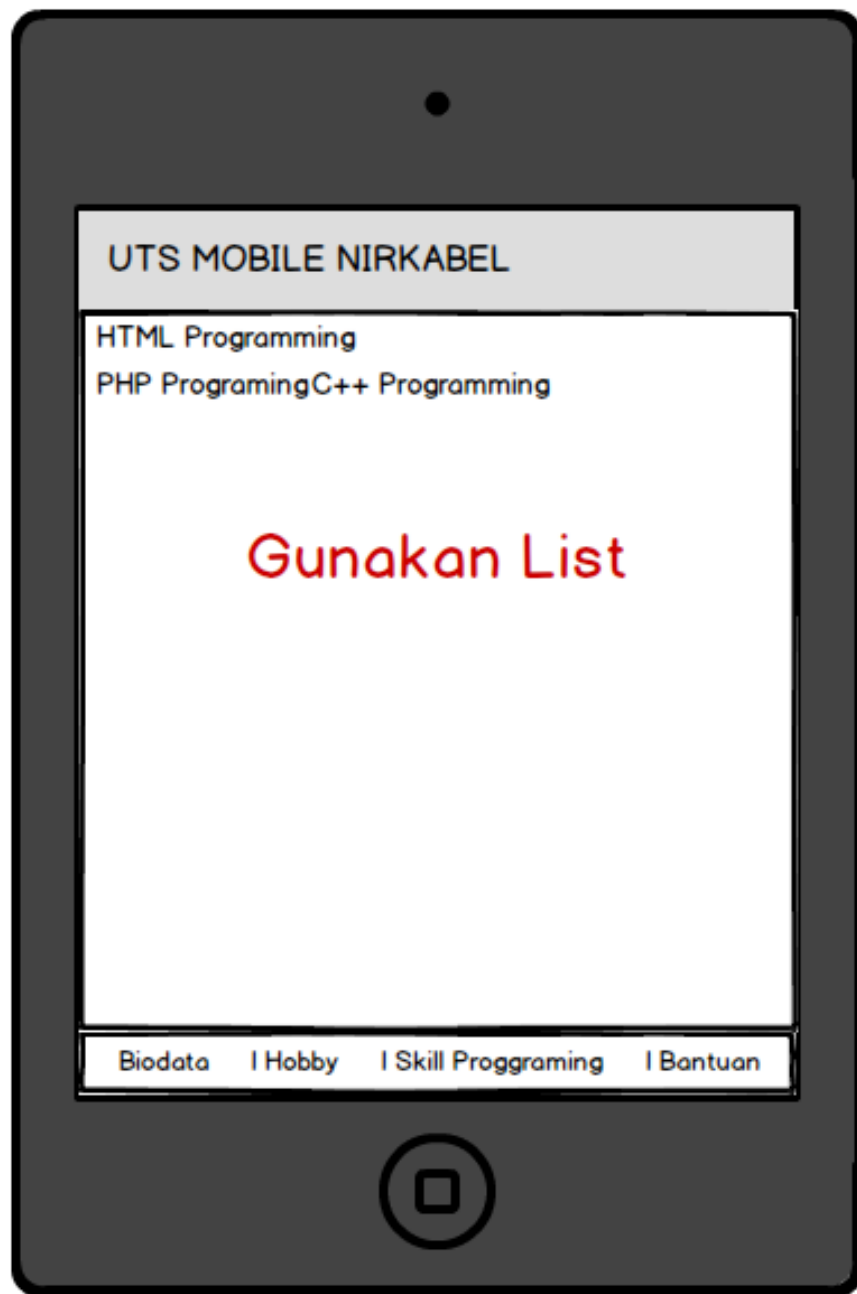 UTS MOBILE NIRKABEL
HTML Programming
PHP ProgramingC++ Programming
Gunakan List
Biodata I Hobby I Skill Proggraming I Bantuan